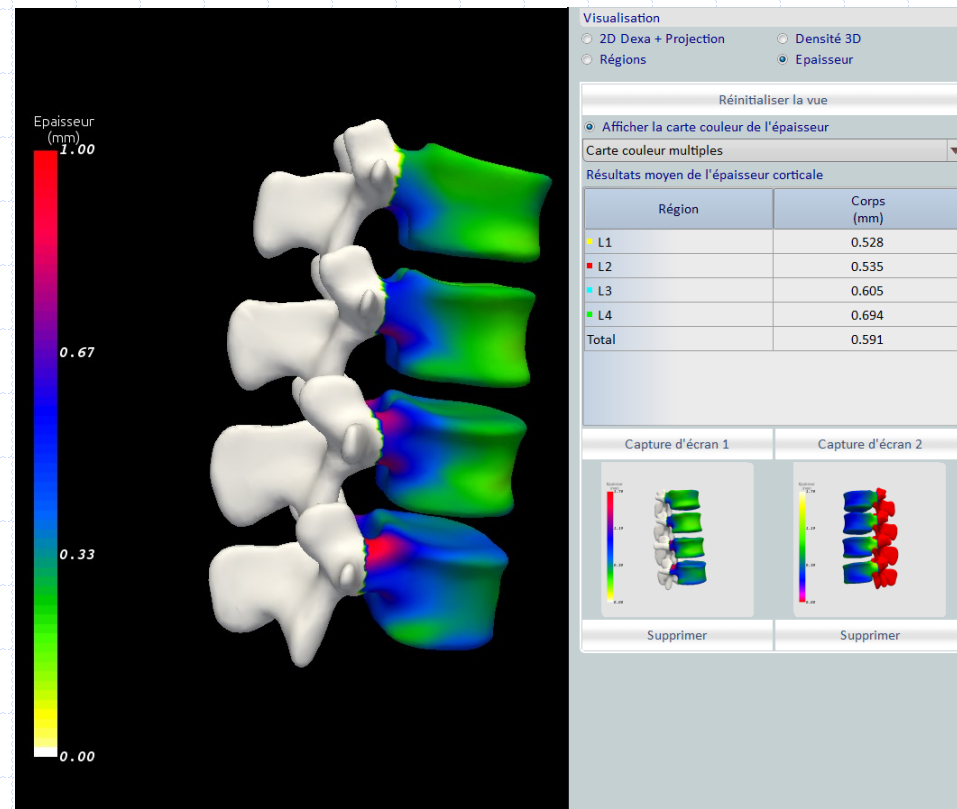 Visualisation
2D Dexa + Projection
Densité 3D
Régions
Epaisseur
Réinitialiser la vue
Afficher la carte couleur de l'épaisseur
Carte couleur multiples
Résultats moyen de l'épaisseur corticale
Région Corps
(mm)
L1 0.528
L2 0.535
L3 0.605
L4 0.694
Total 0.591
Capture d'écran 1
Capture d'écran 2
Supprimer
Supprimer
Epaisseur
(mm)
1.00
0.67
0.33
0.00